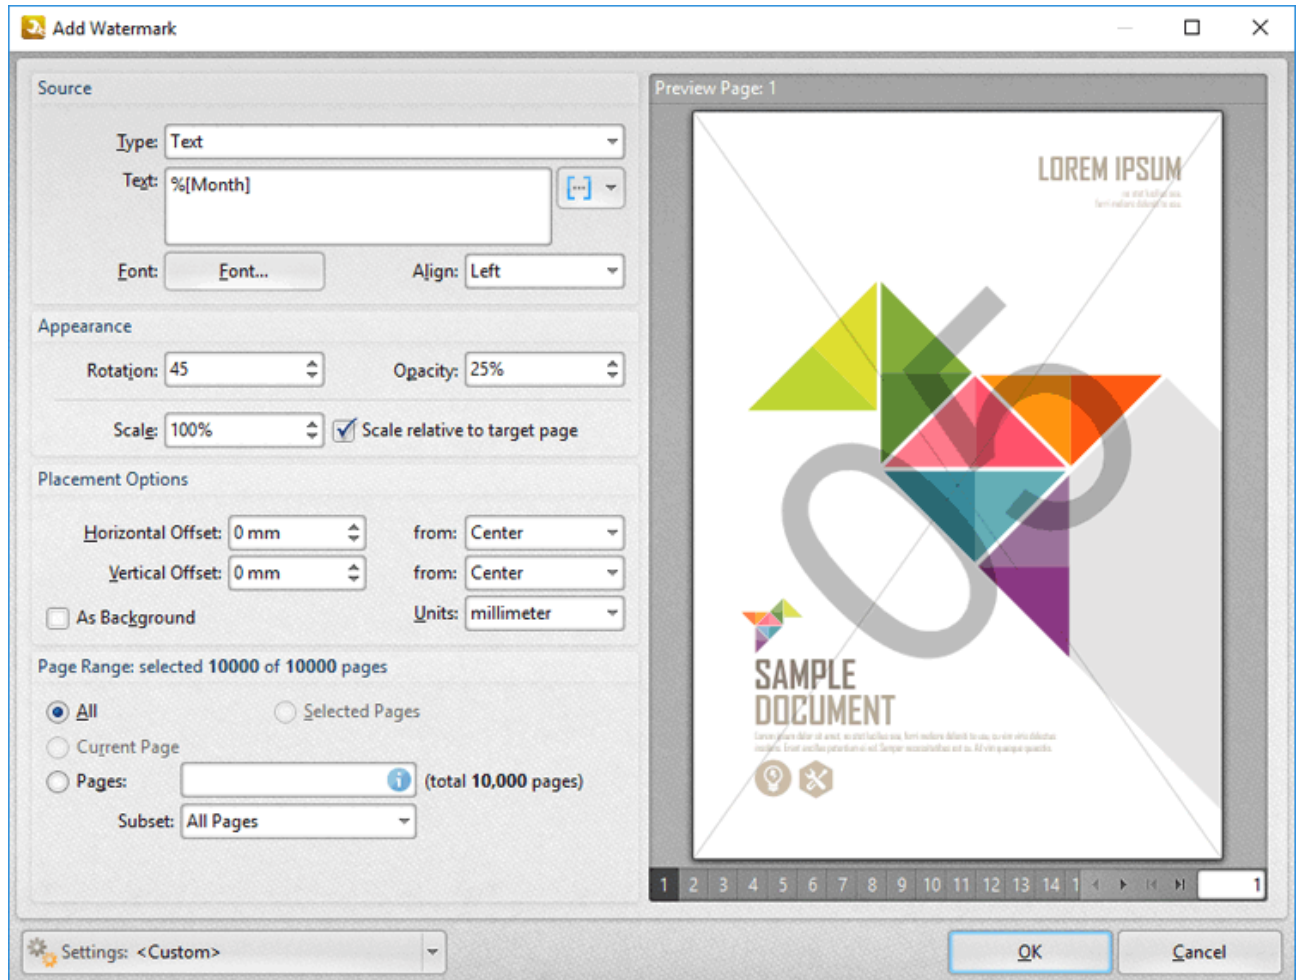 Add Watermark
Source
Type: Text
Text: %[Month]
Font: Font... Align: Left
Appearance
Rotation: 45 Opacity: 25%
Scale: 100% Scale relative to target page
Placement Options
Horizontal Offset: 0 mm from: Center
Vertical Offset: 0 mm from: Center
As Background Units: millimeter
Page Range: selected 10000 of 10000 pages
All Selected Pages
Current Page
Pages: (total 10,000 pages)
Subset: All Pages
Settings: <Custom>
Preview Page: 1
LOREM IPSUM
05
SAMPLE
DOCUMENT
1 2 3 4 5 6 7 8 9 10 11 12 13 14 1 1
OK Cancel